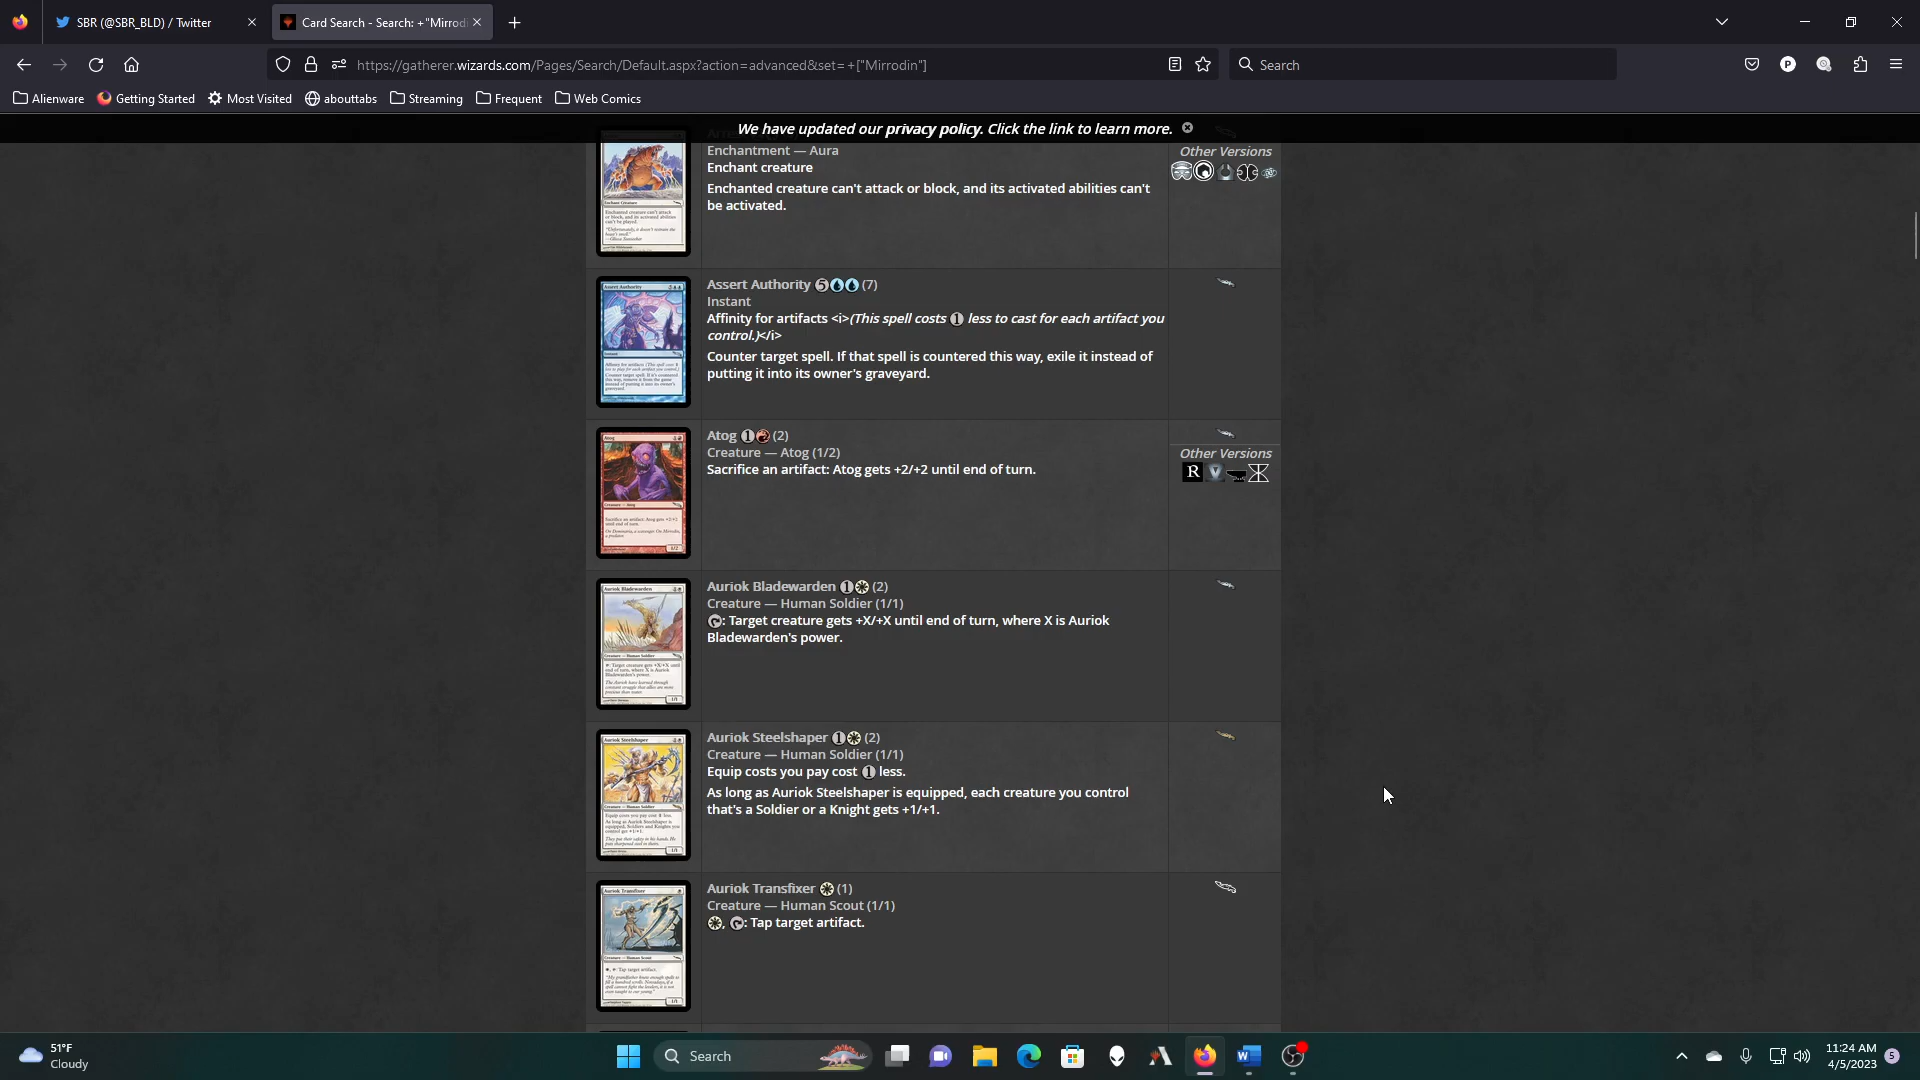 SBR (@SBR_BLD) / Twitter
Card Search - Search: +"Mirrod
https://gatherer.wizards.com/Pages/Search/Default.aspx?action=advanced&set=+["Mirrodin"]
Search
P
Alienware
Getting Started
Most Visited
abouttabs
Streaming
Frequent
Web Comics
We have updated our privacy policy. Click the link to learn more.
Enchantment — Aura
Enchant creature
Enchanted creature can't attack or block, and its activated abilities can't
be activated.
Other Versions
Assert Authority 5 (7)
Instant
Affinity for artifacts <i>(This spell costs 1 less to cast for each artifact you
control.)</i>
Counter target spell. If that spell is countered this way, exile it instead of
putting it into its owner's graveyard.
Atog 1 (2)
Creature — Atog (1/2)
Sacrifice an artifact: Atog gets +2/+2 until end of turn.
Other Versions
R
Auriok Bladewarden 1 (2)
Creature — Human Soldier (1/1)
: Target creature gets +X/+X until end of turn, where X is Auriok
Bladewarden's power.
Auriok Steelshaper 1 (2)
Creature — Human Soldier (1/1)
Equip costs you pay cost 1 less.
As long as Auriok Steelshaper is equipped, each creature you control
that's a Soldier or a Knight gets +1/+1.
Auriok Transfixer (1)
Creature — Human Scout (1/1)
, : Tap target artifact.
51°F
Cloudy
Search
11:24 AM
4/5/2023
5